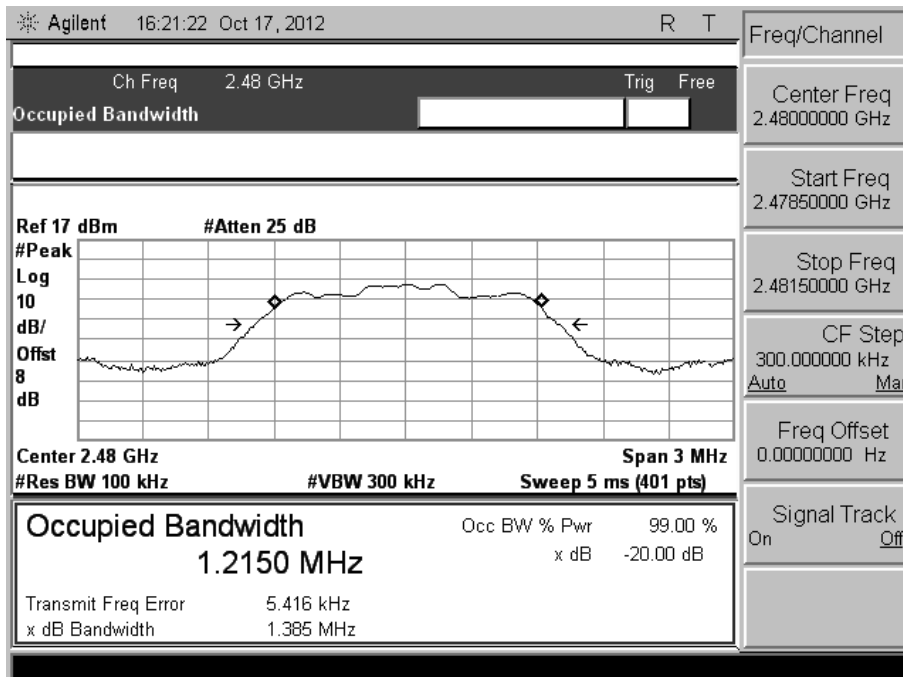 Agilent 16:21:22 Oct 17, 2012 R T
Freq/Channel
Ch Freq 2.48 GHz Trig Free
Occupied Bandwidth
Center Freq
2.48000000 GHz
Start Freq
2.47850000 GHz
Stop Freq
2.48150000 GHz
CF Step
300.000000 kHz
Auto Ma
Freq Offset
0.00000000 Hz
Signal Track
On Off
Ref 17 dBm #Atten 25 dB
#Peak
Log
10
dB/
Offst
8
dB
Center 2.48 GHz Span 3 MHz
#Res BW 100 kHz #VBW 300 kHz Sweep 5 ms (401 pts)
Occupied Bandwidth Occ BW % Pwr 99.00 %
1.2150 MHz x dB -20.00 dB
Transmit Freq Error 5.416 kHz
x dB Bandwidth 1.385 MHz